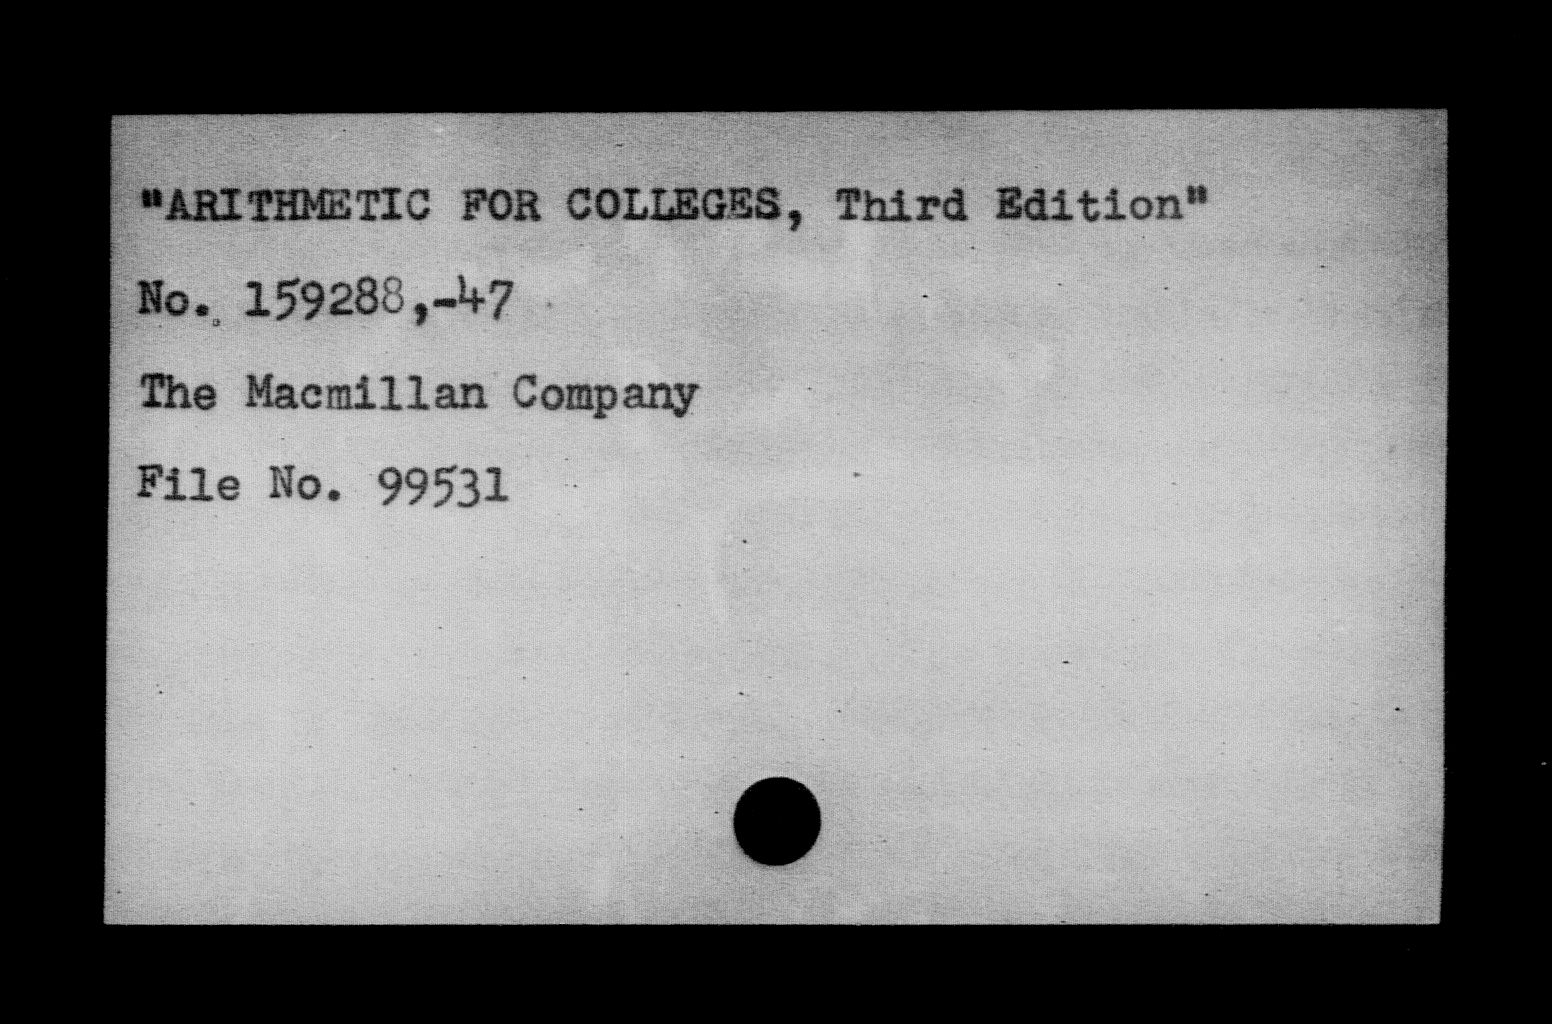 "ARITHMETIC FOR COLLEGES, Third Edition"
No. 159288,-47
The Macmillan Company
File No. 99531